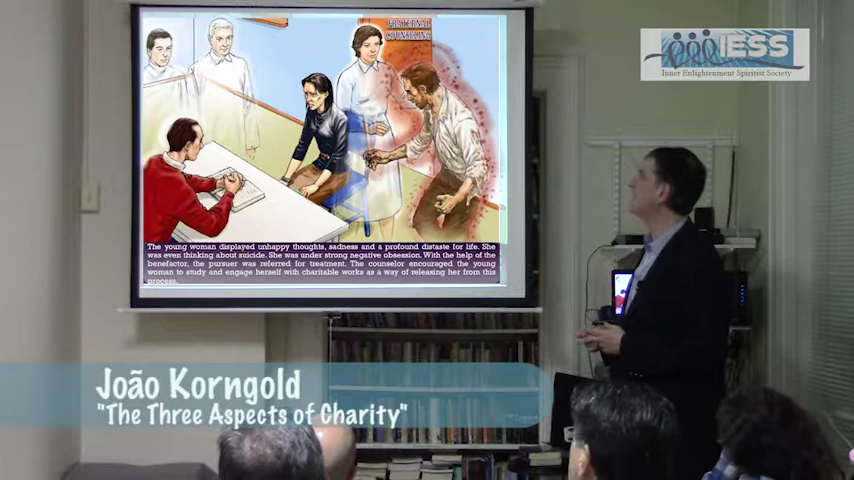 FRATERNAL
COUNSELING
IESS
Inner Enlightenment Spiritist Society
The young woman displayed unhappy thoughts, sadness and a profound distaste for life. She
was even thinking about suicide. She was under strong negative obsession. With the help of the
benefactor, the pursuer was referred for treatment. The counselor encouraged the young
woman to study and engage herself with charitable works as a way of releasing her from this
process.
João Korngold
"The Three Aspects of Charity"